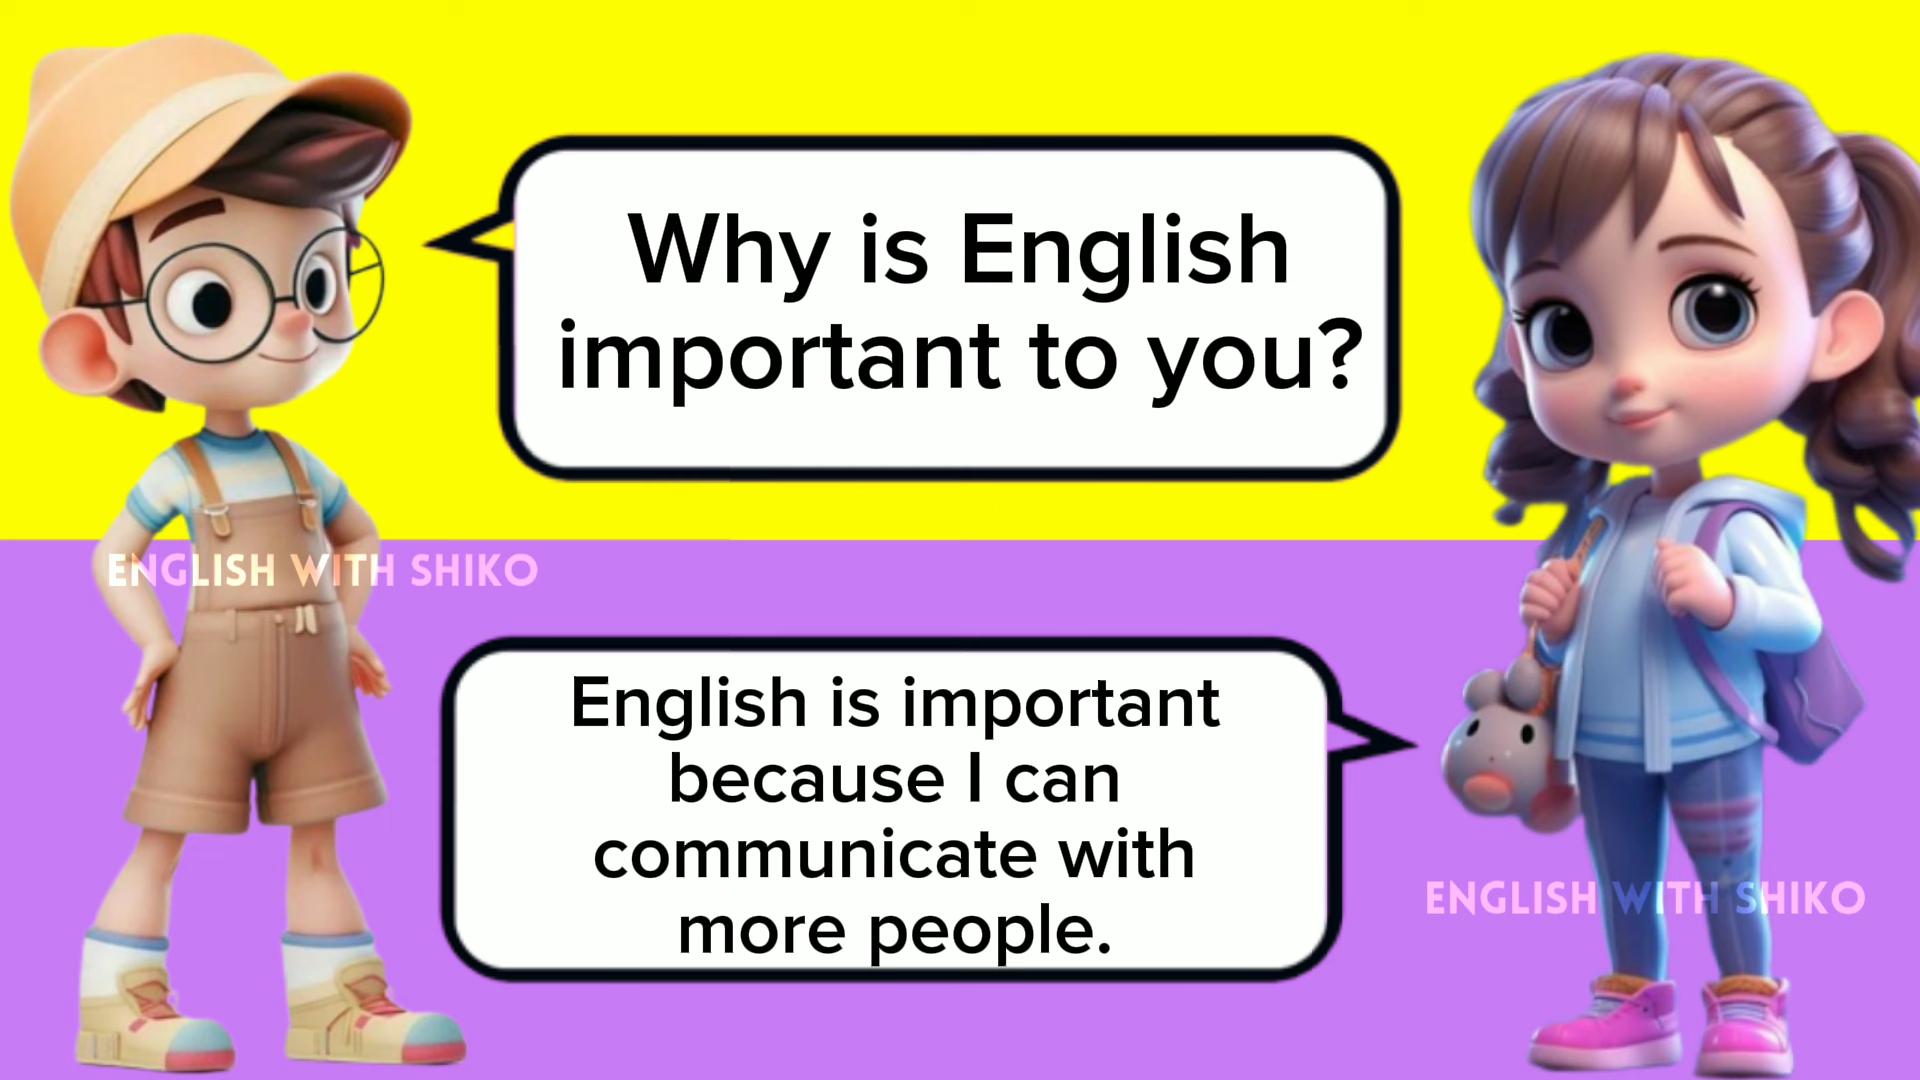 Why is English
important to you?
ENGLISH WITH SHIKO
English is important
because I can
communicate with
more people.
ENGLISH WITH SHIKO